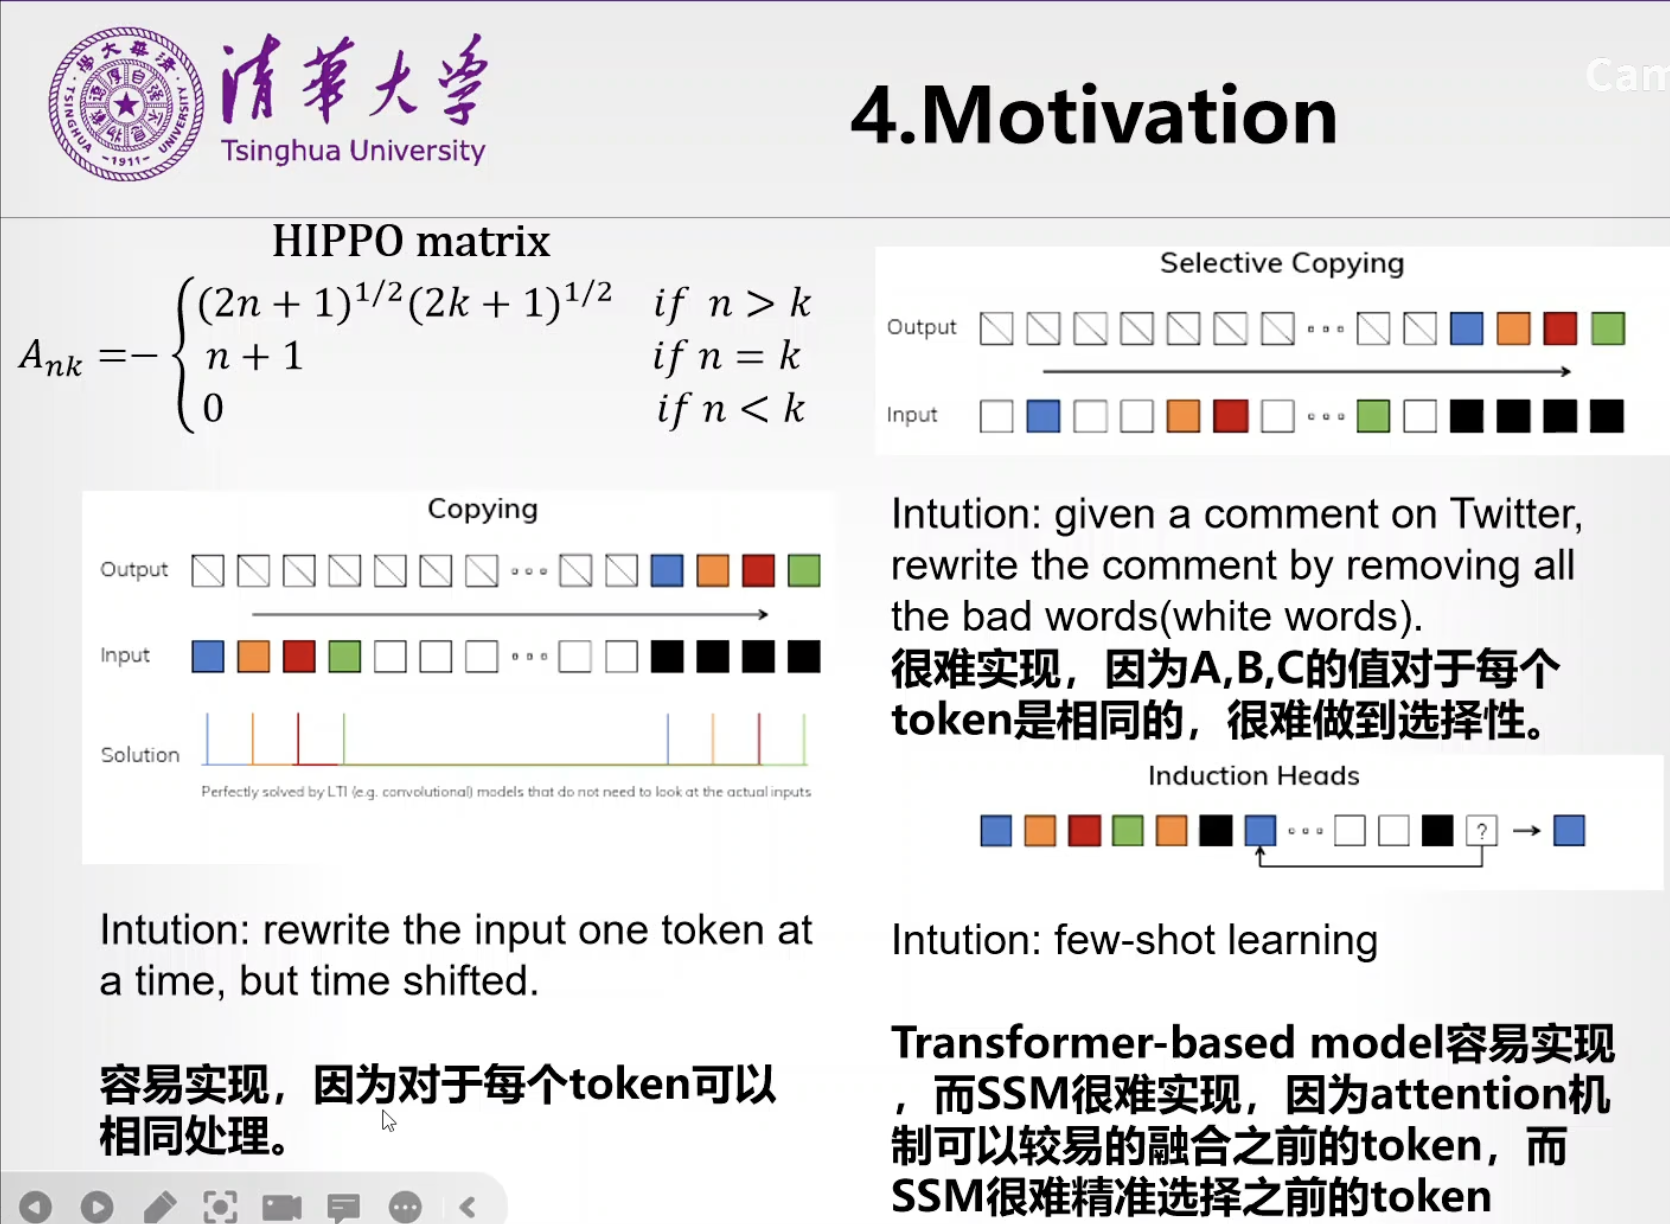 清華大学
Tsinghua University
TSINGHUA UNIVERSITY
-1911-
4.Motivation
Cam
HIPPO matrix
A_nk =− { (2n + 1)^1/2 (2k + 1)^1/2 if n > k
n + 1 if n = k
0 if n < k
Copying
Output
Input
Solution
Perfectly solved by LTI (e.g. convolutional) models that do not need to look at the actual inputs
Intution: rewrite the input one token at
a time, but time shifted.
容易实现，因为对于每个token可以
相同处理。
Selective Copying
Output
Input
Intution: given a comment on Twitter,
rewrite the comment by removing all
the bad words(white words).
很难实现，因为A,B,C的值对于每个
token是相同的，很难做到选择性。
Induction Heads
?
Intution: few-shot learning
Transformer-based model容易实现
，而SSM很难实现，因为attention机
制可以较易的融合之前的token，而
SSM很难精准选择之前的token